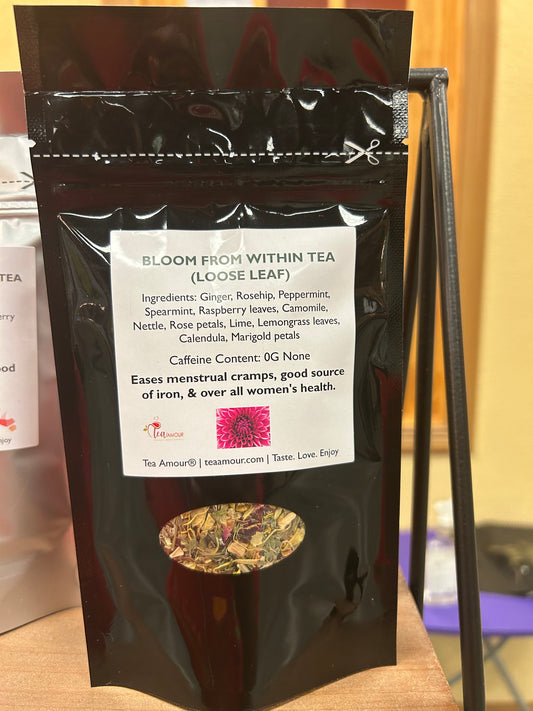 BLOOM FROM WITHIN TEA
(LOOSE LEAF)
Ingredients: Ginger, Rosehip, Peppermint,
Spearmint, Raspberry leaves, Camomile,
Nettle, Rose petals, Lime, Lemongrass leaves,
Calendula, Marigold petals
Caffeine Content: 0G None
Eases menstrual cramps, good source
of iron, & over all women's health.
tea AMOUR
Tea Amour® | teaamour.com | Taste. Love. Enjoy
TEA